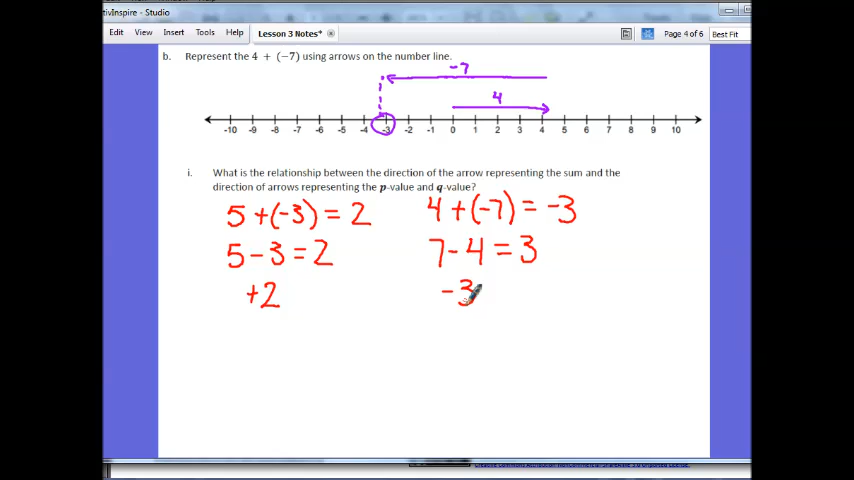 ctivInspire - Studio
Edit View Insert Tools Help Lesson 3 Notes* Page 4 of 6 Best Fit
b. Represent the 4 + (−7) using arrows on the number line.
-7
4
-10 -9 -8 -7 -6 -5 -4 -3 -2 -1 0 1 2 3 4 5 6 7 8 9 10
i. What is the relationship between the direction of the arrow representing the sum and the
direction of arrows representing the p-value and q-value?
5 + (-3) = 2 4 + (-7) = -3
5 - 3 = 2 7 - 4 = 3
+2 -3